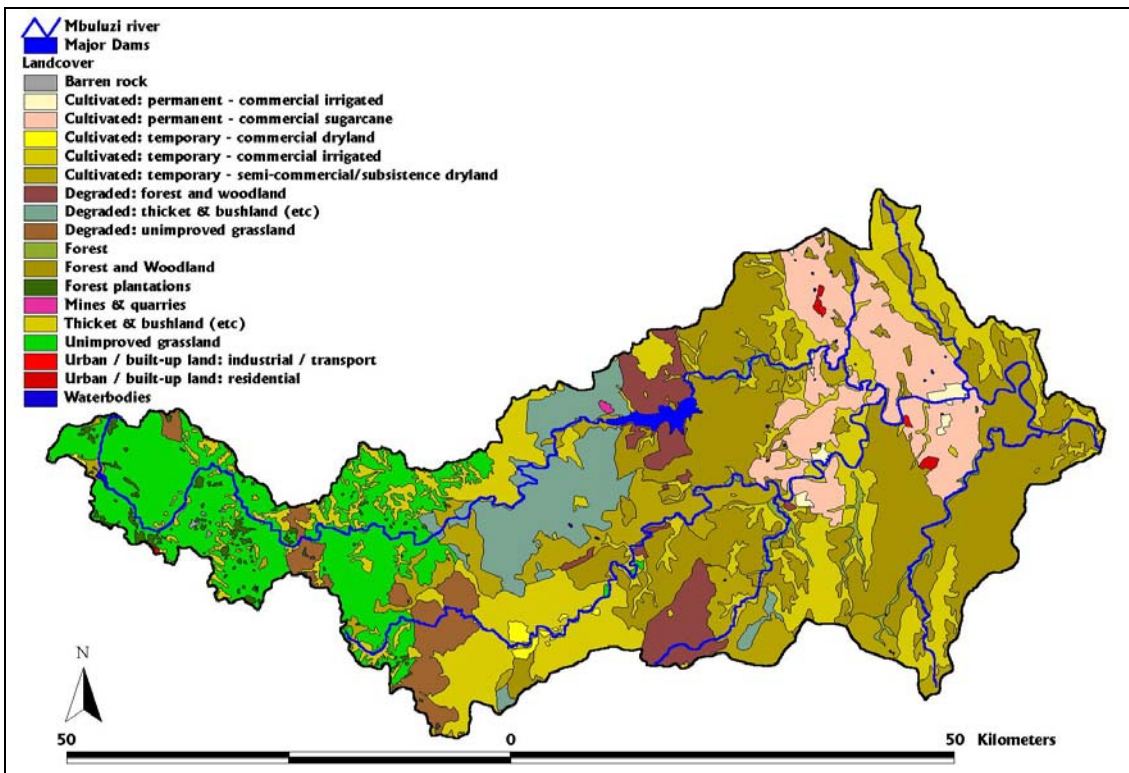 Mbuluzi river
Major Dams
Landcover
Barren rock
Cultivated: permanent - commercial irrigated
Cultivated: permanent - commercial sugarcane
Cultivated: temporary - commercial dryland
Cultivated: temporary - commercial irrigated
Cultivated: temporary - semi-commercial/subsistence dryland
Degraded: forest and woodland
Degraded: thicket & bushland (etc)
Degraded: unimproved grassland
Forest
Forest and Woodland
Forest plantations
Mines & quarries
Thicket & bushland (etc)
Unimproved grassland
Urban / built-up land: industrial / transport
Urban / built-up land: residential
Waterbodies
N
50 0 50 Kilometers